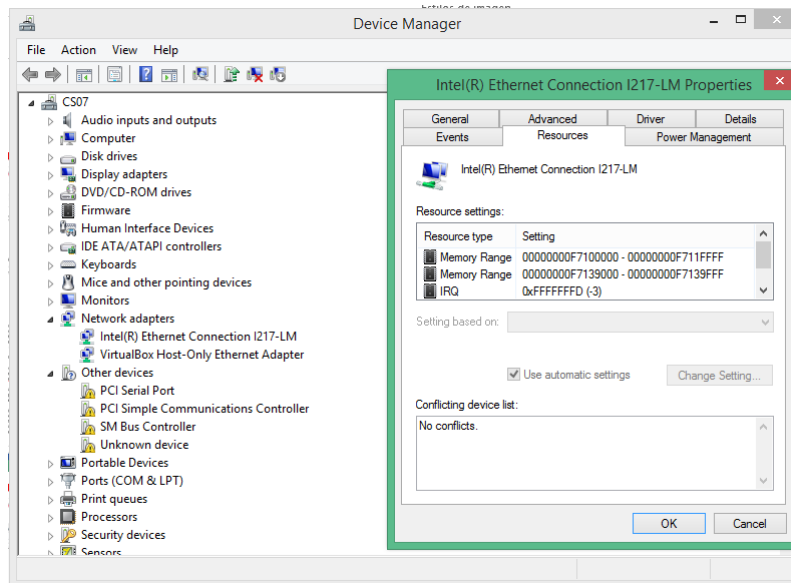 Estilos de imagen
Device Manager
File Action View Help
CS07
Audio inputs and outputs
Computer
Disk drives
Display adapters
DVD/CD-ROM drives
Firmware
Human Interface Devices
IDE ATA/ATAPI controllers
Keyboards
Mice and other pointing devices
Monitors
Network adapters
Intel(R) Ethernet Connection I217-LM
VirtualBox Host-Only Ethernet Adapter
Other devices
PCI Serial Port
PCI Simple Communications Controller
SM Bus Controller
Unknown device
Portable Devices
Ports (COM & LPT)
Print queues
Processors
Security devices
Sensors
Intel(R) Ethernet Connection I217-LM Properties
General Advanced Driver Details
Events Resources Power Management
Intel(R) Ethernet Connection I217-LM
Resource settings:
Resource type Setting
Memory Range 00000000F7100000 - 00000000F711FFFF
Memory Range 00000000F7139000 - 00000000F7139FFF
IRQ 0xFFFFFFFD (-3)
Setting based on:
Use automatic settings Change Setting...
Conflicting device list:
No conflicts.
OK Cancel